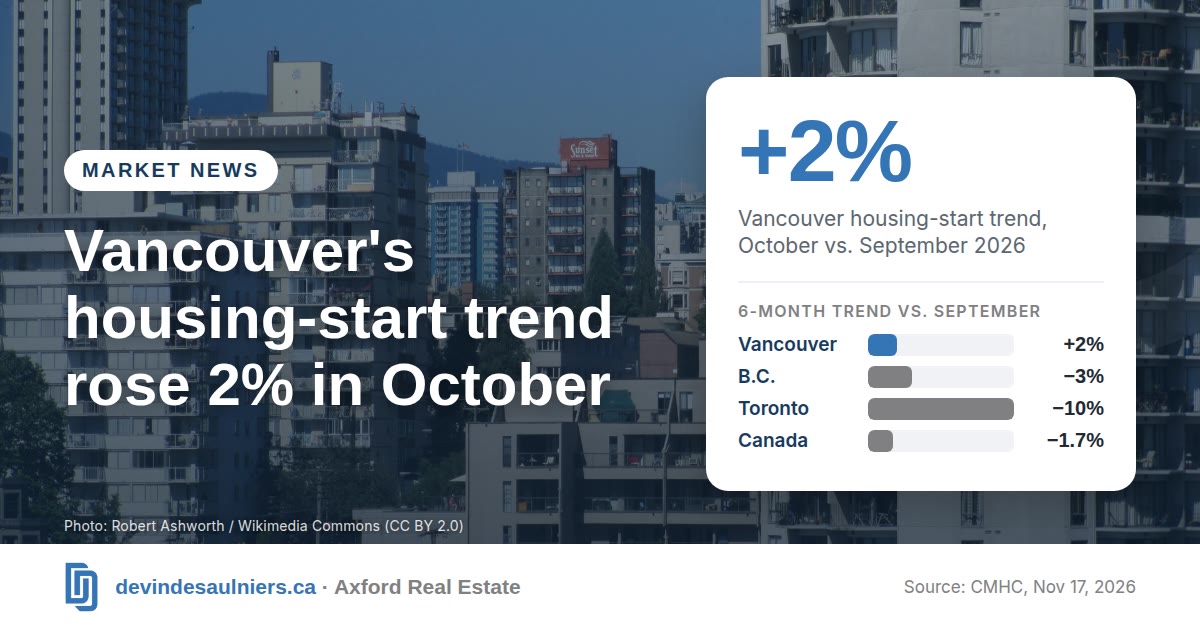 MARKET NEWS
Vancouver's
housing-start trend
rose 2% in October
Photo: Robert Ashworth / Wikimedia Commons (CC BY 2.0)
+2%
Vancouver housing-start trend,
October vs. September 2026
6-MONTH TREND VS. SEPTEMBER
Vancouver +2%
B.C. −3%
Toronto −10%
Canada −1.7%
Sunset
devindesaulniers.ca · Axford Real Estate
Source: CMHC, Nov 17, 2026